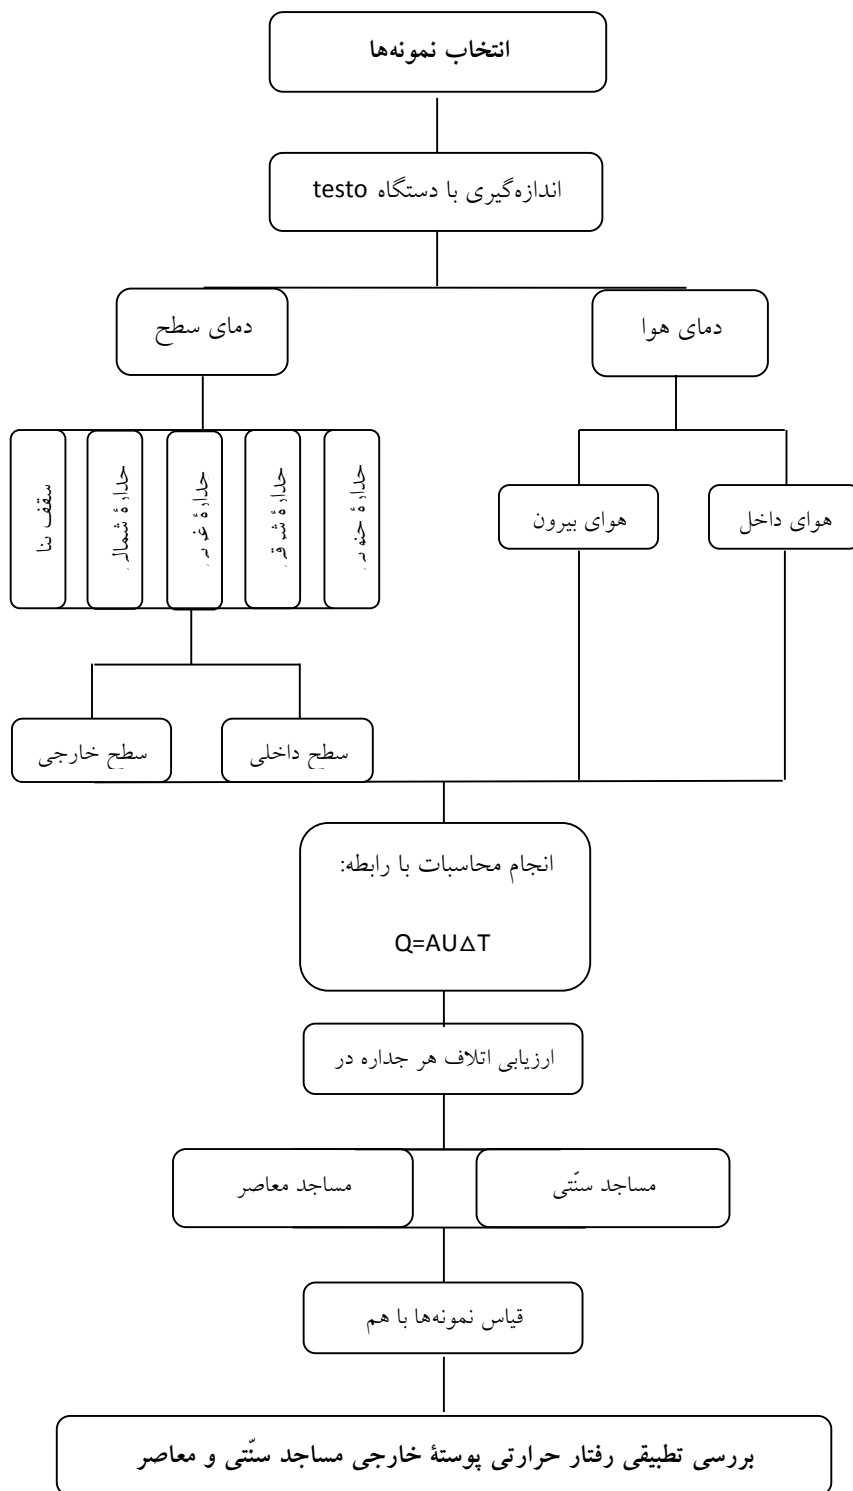 انتخاب نمونه‌ها
اندازه‌گیری با دستگاه testo
دمای هوا
دمای سطح
هوای داخل
هوای بیرون
جدارهٔ جنوبی
جدارهٔ شرقی
جدارهٔ غربی
جدارهٔ شمالی
سقف بنا
سطح داخلی
سطح خارجی
انجام محاسبات با رابطه:
Q=AU△T
ارزیابی اتلاف هر جداره در
مساجد سنّتی
مساجد معاصر
قیاس نمونه‌ها با هم
بررسی تطبیقی رفتار حرارتی پوستهٔ خارجی مساجد سنّتی و معاصر